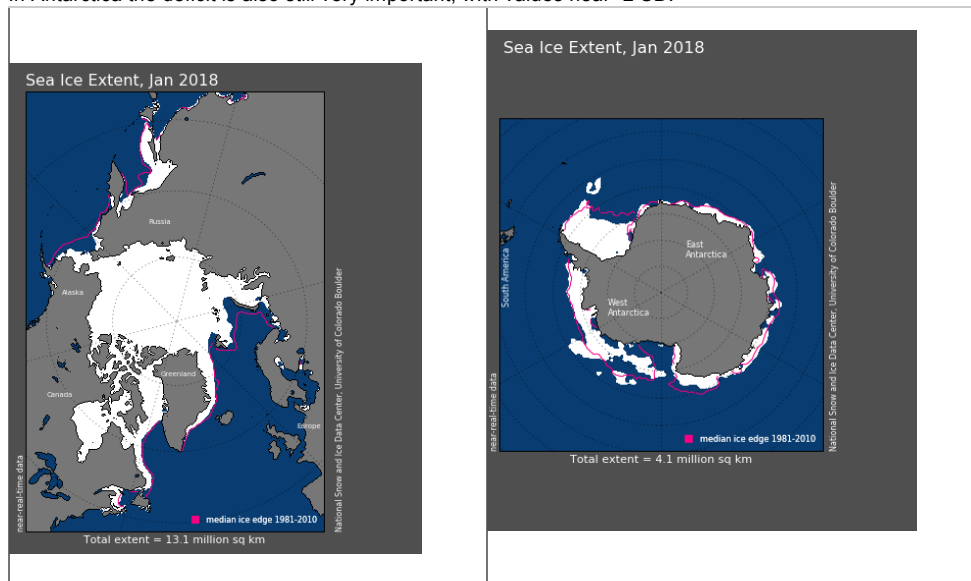 In Antarctica the deficit is also still very important, with values near -2 SD.
Sea Ice Extent, Jan 2018
Russia
Alaska
Greenland
Canada
Europe
near-real-time data
National Snow and Ice Data Center, University of Colorado Boulder
median ice edge 1981-2010
Total extent = 13.1 million sq km
Sea Ice Extent, Jan 2018
East
Antarctica
South America
West
Antarctica
near-real-time data
National Snow and Ice Data Center, University of Colorado Boulder
median ice edge 1981-2010
Total extent = 4.1 million sq km